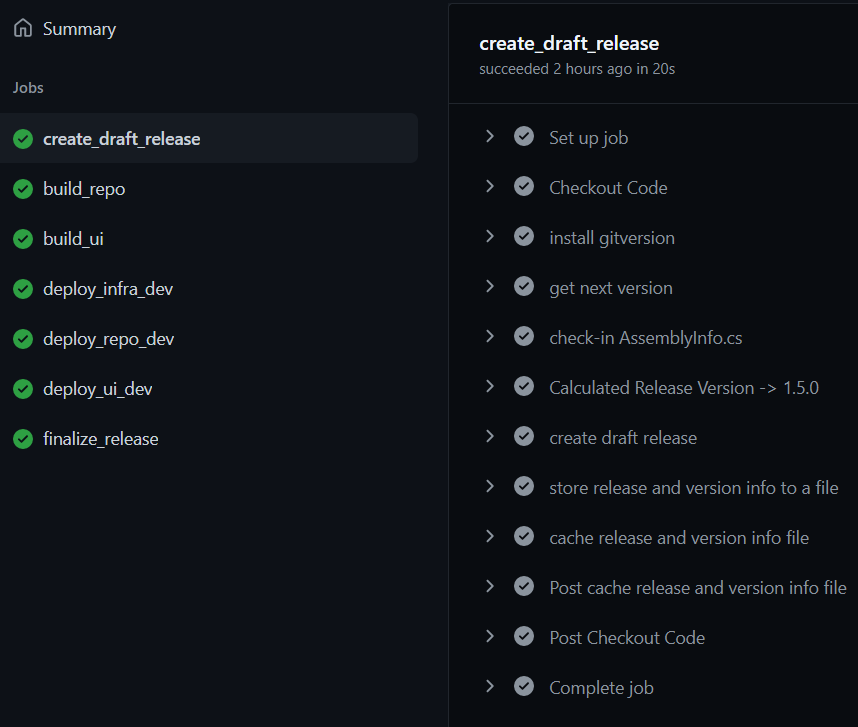 Summary
Jobs
create_draft_release
build_repo
build_ui
deploy_infra_dev
deploy_repo_dev
deploy_ui_dev
finalize_release
create_draft_release
succeeded 2 hours ago in 20s
Set up job
Checkout Code
install gitversion
get next version
check-in AssemblyInfo.cs
Calculated Release Version -> 1.5.0
create draft release
store release and version info to a file
cache release and version info file
Post cache release and version info file
Post Checkout Code
Complete job